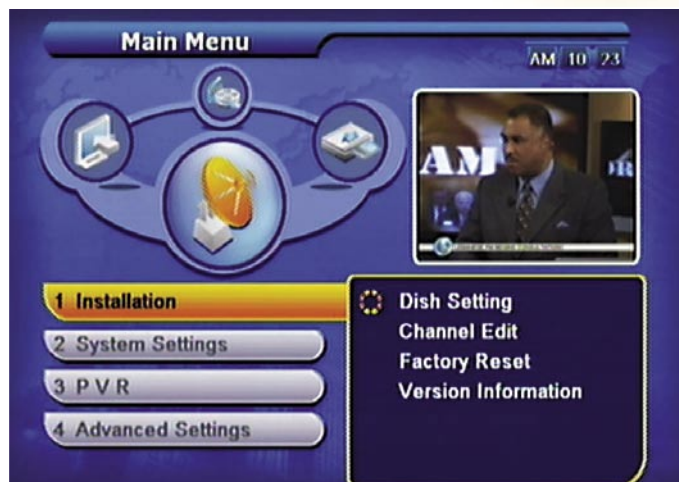 Main Menu
AM 10 23
AM
1 Installation
2 System Settings
3 P V R
4 Advanced Settings
Dish Setting
Channel Edit
Factory Reset
Version Information